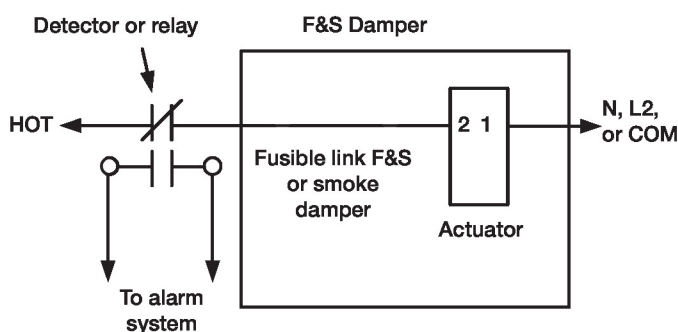 Detector or relay
F&S Damper
HOT
2 1
N, L2,
or COM
Fusible link F&S
or smoke
damper
Actuator
To alarm
system